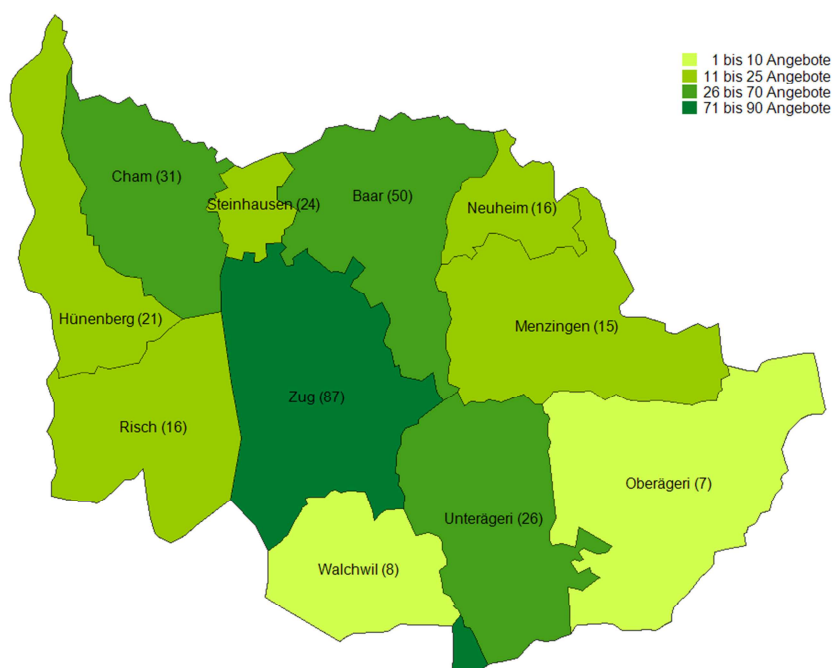 1 bis 10 Angebote
11 bis 25 Angebote
26 bis 70 Angebote
71 bis 90 Angebote
Cham (31)
Steinhausen (24)
Baar (50)
Neuheim (16)
Hünenberg (21)
Menzingen (15)
Zug (87)
Risch (16)
Oberägeri (7)
Unterägeri (26)
Walchwil (8)